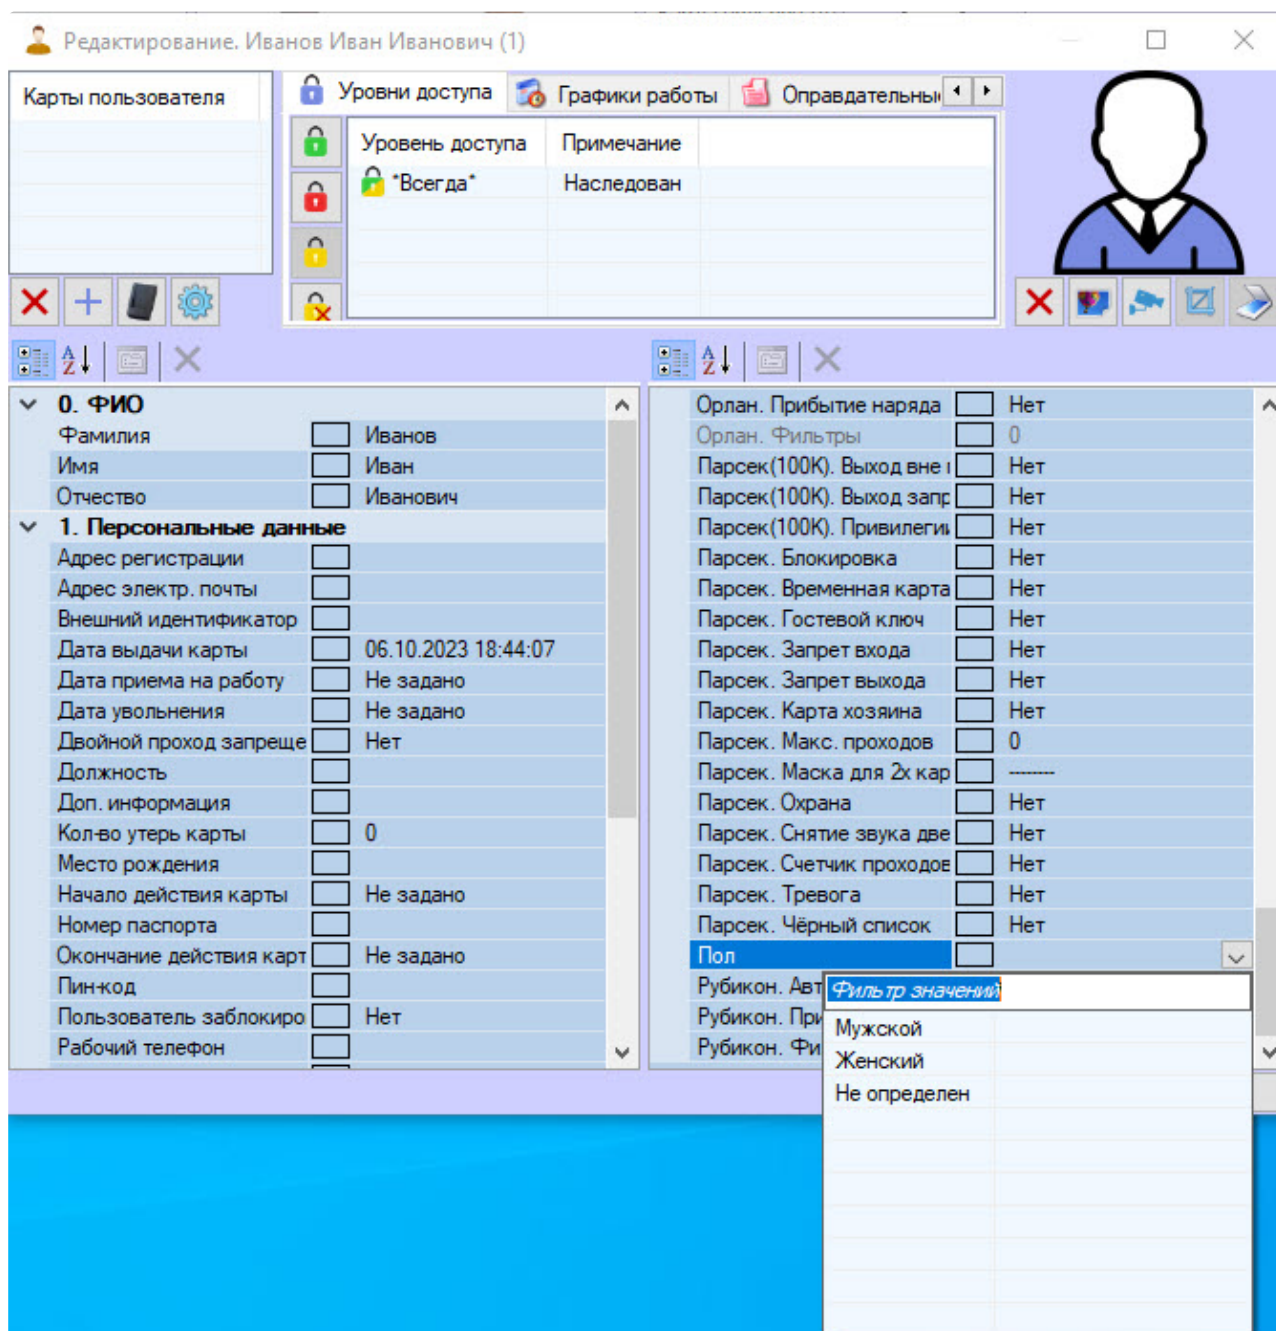 Редактирование. Иванов Иван Иванович (1)
Карты пользователя
Уровни доступа
Графики работы
Оправдательны
Уровень доступа Примечание
*Всегда* Наследован
0. ФИО
Фамилия Иванов
Имя Иван
Отчество Иванович
1. Персональные данные
Адрес регистрации
Адрес электр. почты
Внешний идентификатор
Дата выдачи карты 06.10.2023 18:44:07
Дата приема на работу Не задано
Дата увольнения Не задано
Двойной проход запреще Нет
Должность
Доп. информация
Кол-во утерь карты 0
Место рождения
Начало действия карты Не задано
Номер паспорта
Окончание действия карт Не задано
Пин-код
Пользователь заблокиро Нет
Рабочий телефон
Орлан. Прибытие наряда Нет
Орлан. Фильтры 0
Парсек(100К). Выход вне Нет
Парсек(100К). Выход запр Нет
Парсек(100К). Привилеги Нет
Парсек. Блокировка Нет
Парсек. Временная карта Нет
Парсек. Гостевой ключ Нет
Парсек. Запрет входа Нет
Парсек. Запрет выхода Нет
Парсек. Карта хозяина Нет
Парсек. Макс. проходов 0
Парсек. Маска для 2х кар --------
Парсек. Охрана Нет
Парсек. Снятие звука две Нет
Парсек. Счетчик проходов Нет
Парсек. Тревога Нет
Парсек. Чёрный список Нет
Пол
Рубикон. Авт
Рубикон. При
Рубикон. Фи
Фильтр значений
Мужской
Женский
Не определен